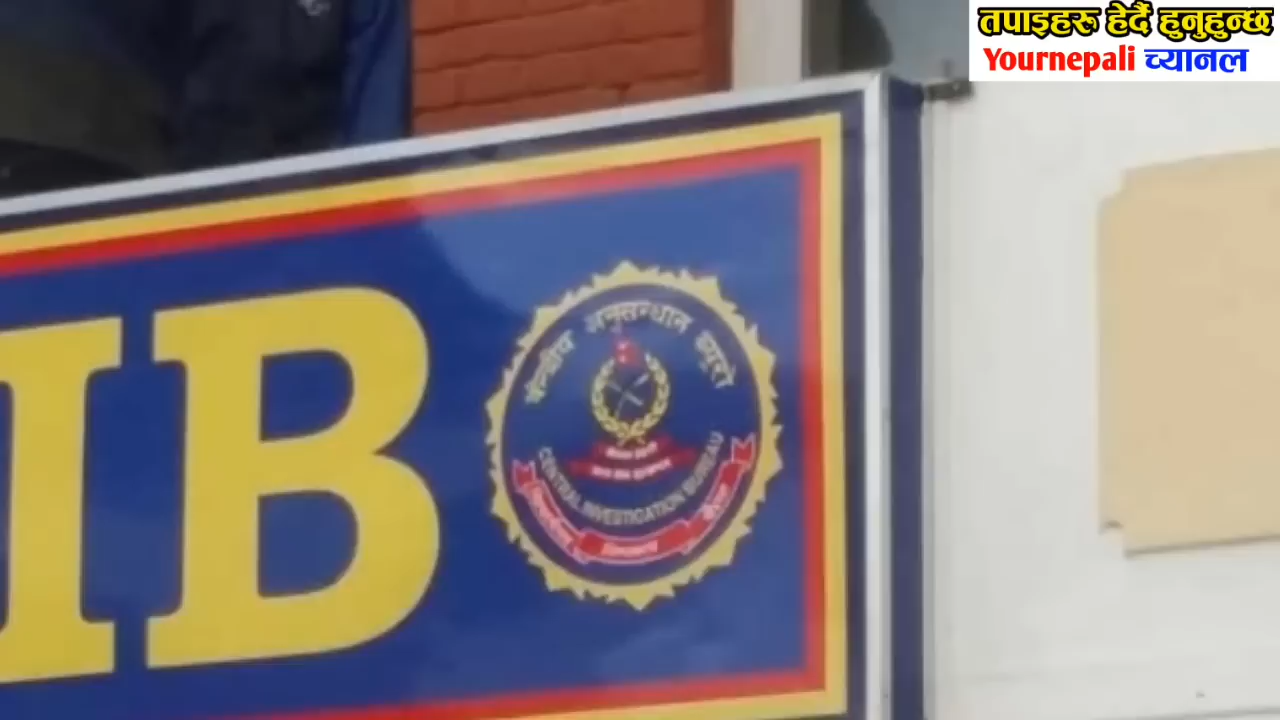 तपाइहरु हेर्दै हुनुहुन्छ
Yournepali च्यानल
IB
केन्द्रीय अनुसन्धान ब्यूरो
CENTRAL INVESTIGATION BUREAU